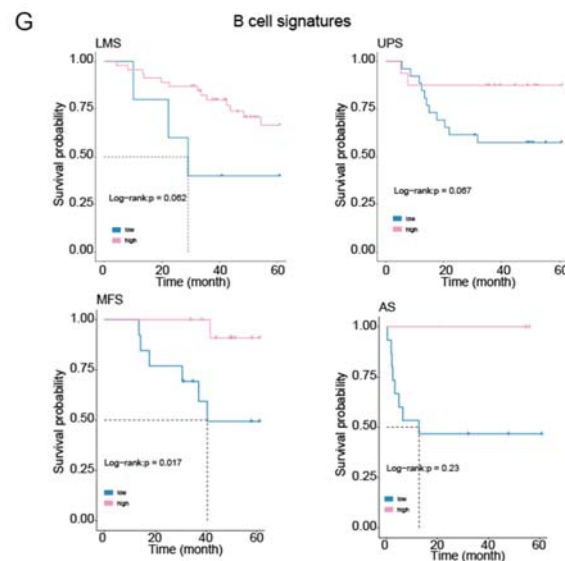 G
B cell signatures
LMS
Survival probability
1.00
0.75
0.50
0.25
0.00
Log-rank:p = 0.062
low
high
0 20 40 60
Time (month)
UPS
Survival probability
1.00
0.75
0.50
0.25
0.00
Log-rank:p = 0.067
low
high
0 20 40 60
Time (month)
MFS
Survival probability
1.00
0.75
0.50
0.25
0.00
Log-rank:p = 0.017
low
high
0 20 40 60
Time (month)
AS
Survival probability
1.00
0.75
0.50
0.25
0.00
Log-rank:p = 0.23
low
high
0 20 40 60
Time (month)